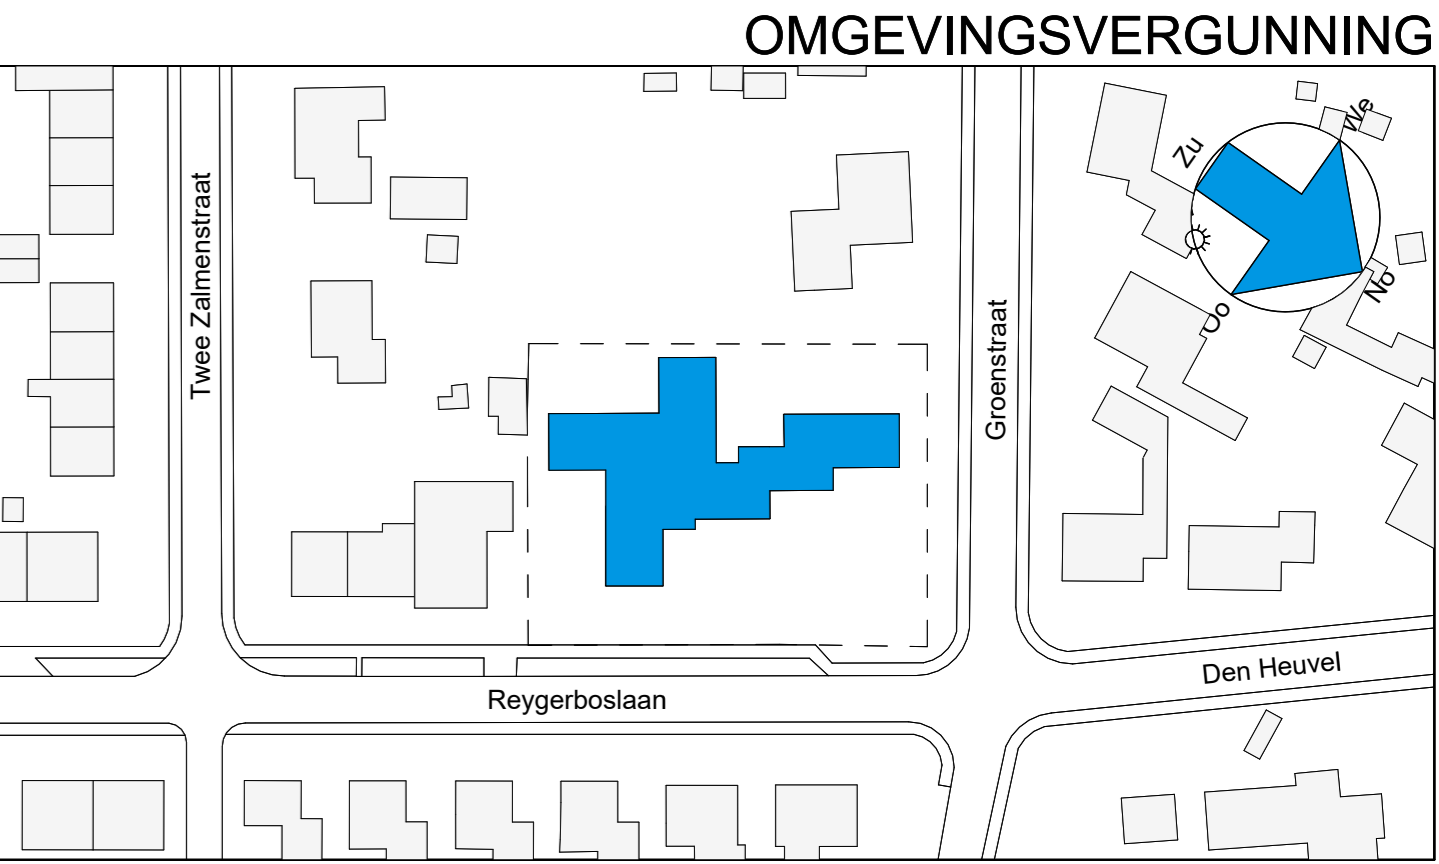 OMGEVINGSVERGUNNING
We
Zu
Twee Zalmenstraat
No
Oo
Groenstraat
Den Heuvel
Reygerboslaan